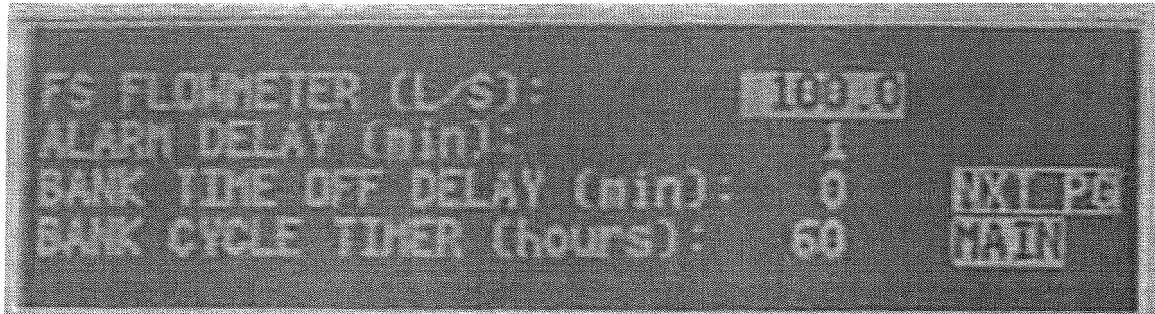 FS FLOWMETER (L/S): 100.0
ALARM DELAY (min): 1
BANK TIME OFF DELAY (min): 0 NXT PG
BANK CYCLE TIMER (hours): 60 MAIN